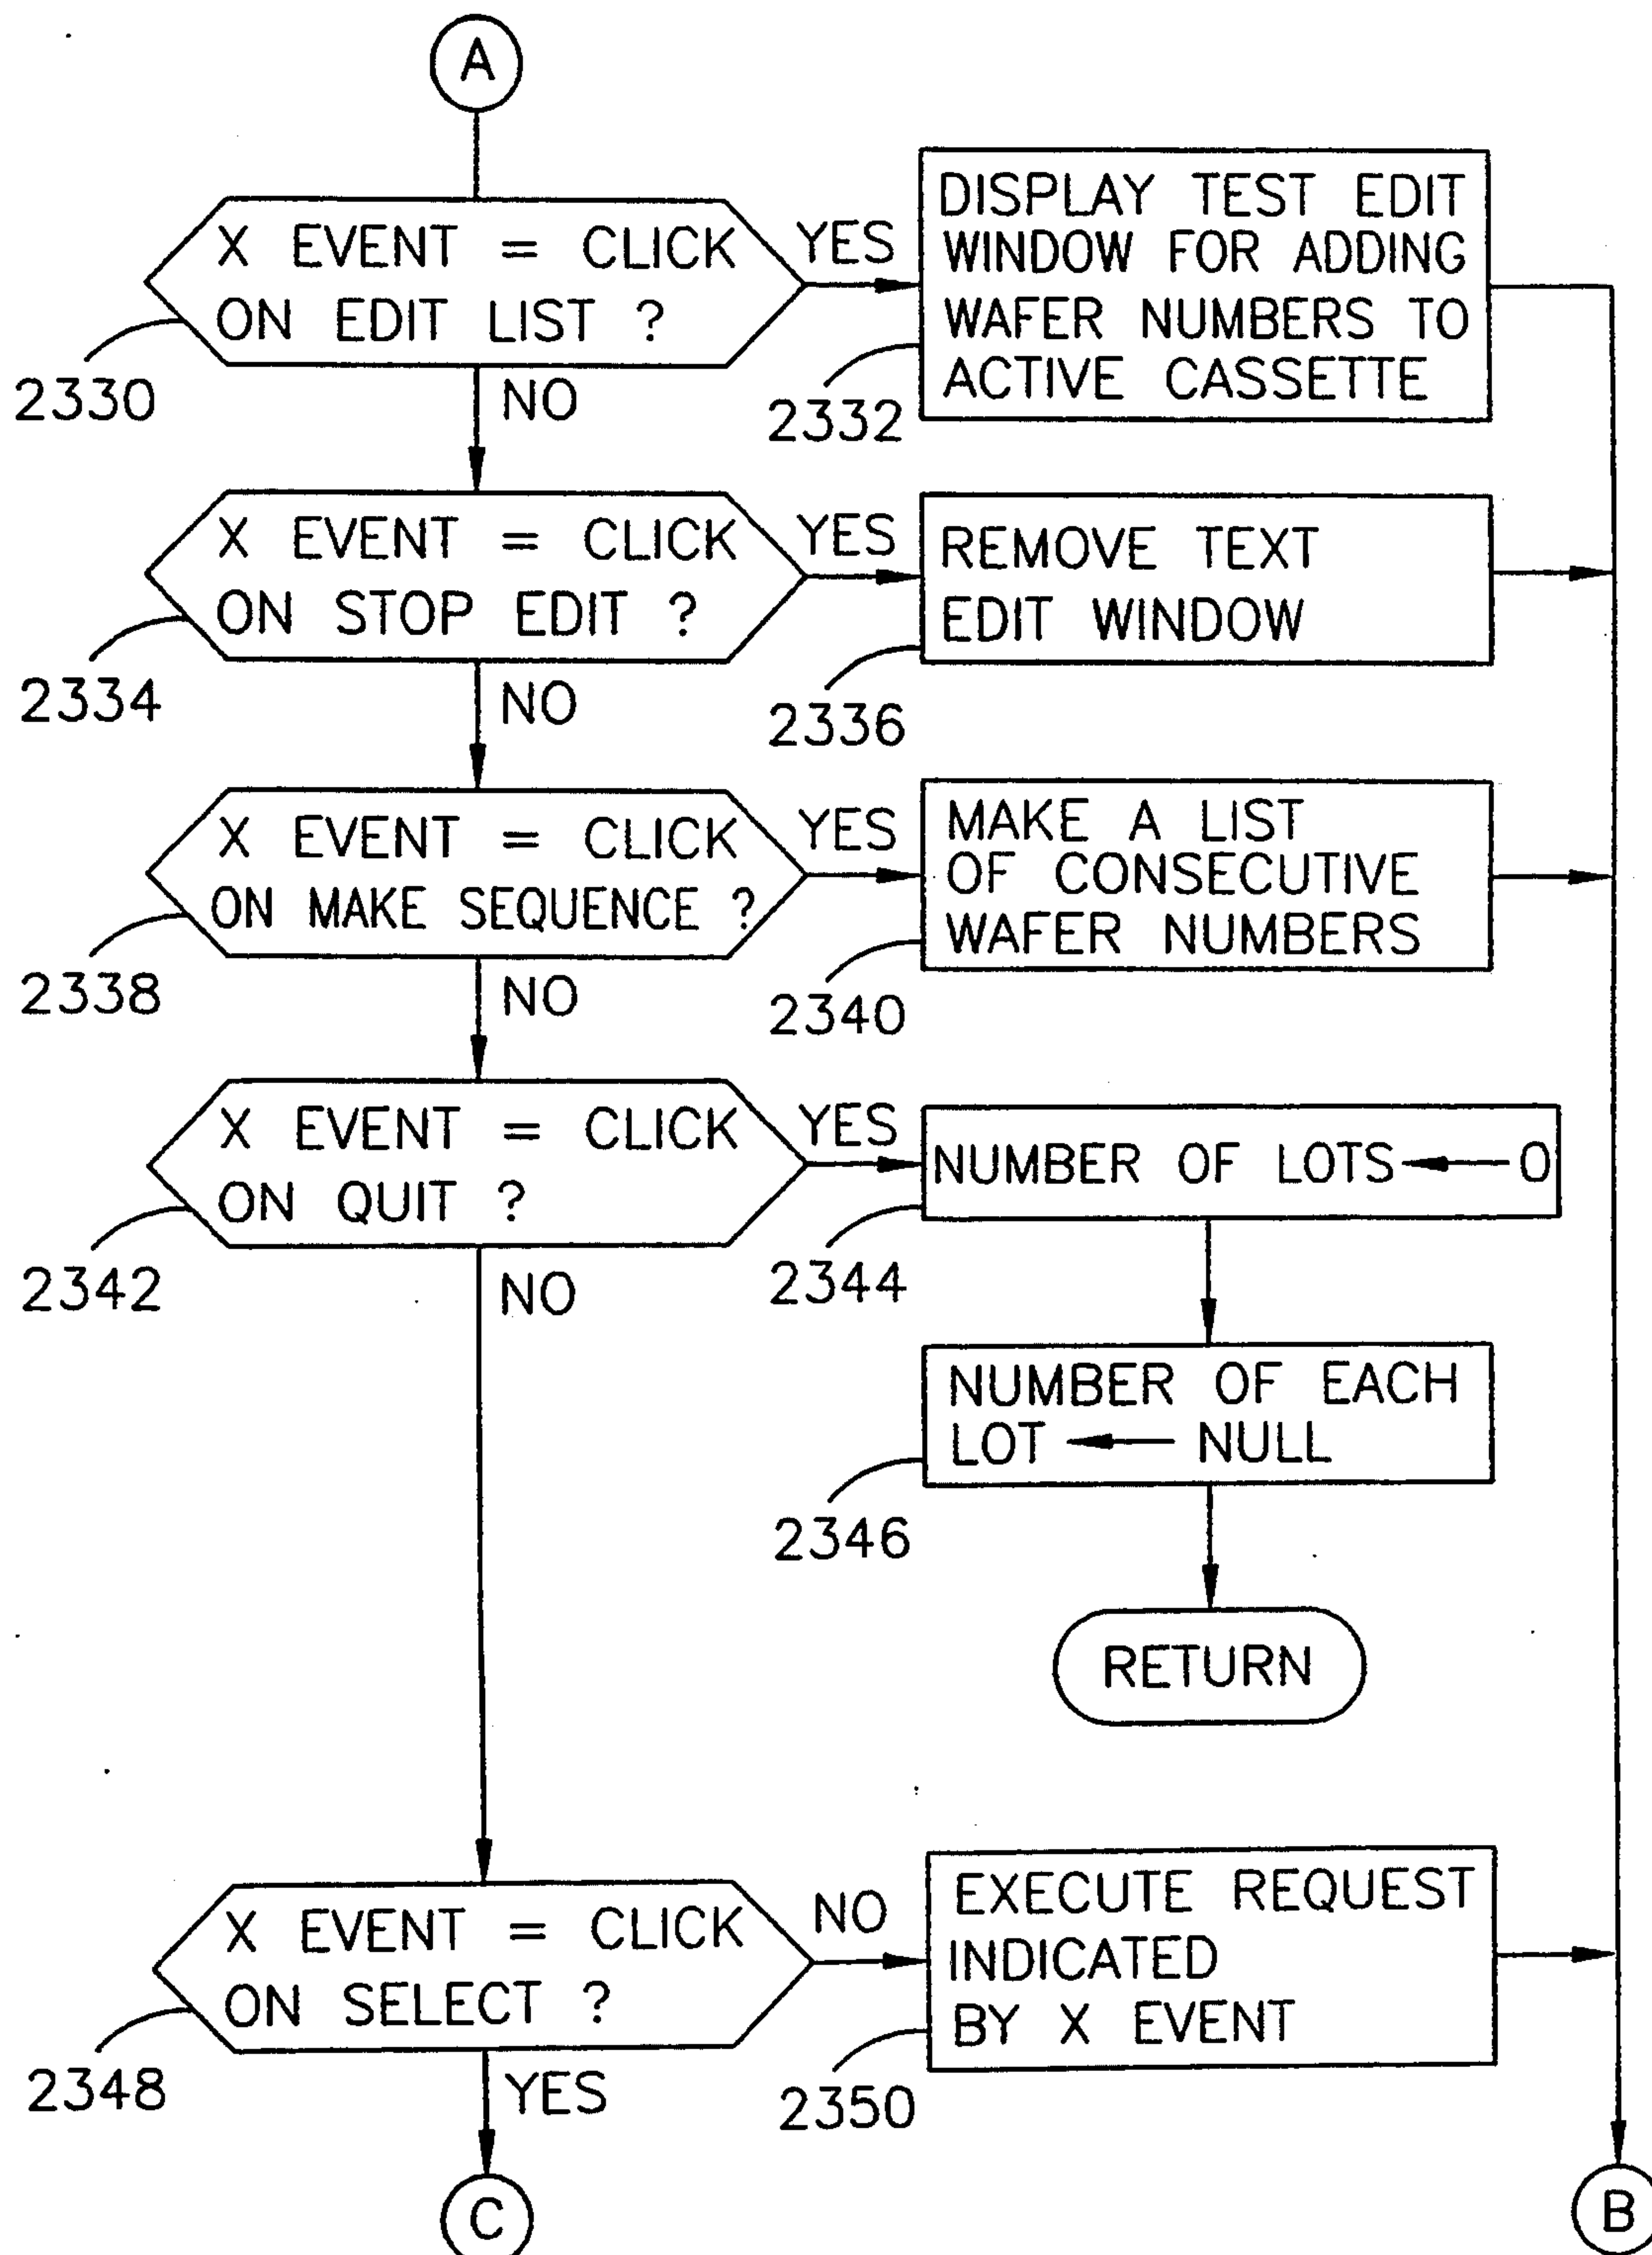 A
X EVENT = CLICK
ON EDIT LIST ?
2330
YES
NO
DISPLAY TEST EDIT
WINDOW FOR ADDING
WAFER NUMBERS TO
ACTIVE CASSETTE
2332
X EVENT = CLICK
ON STOP EDIT ?
2334
YES
NO
REMOVE TEXT
EDIT WINDOW
2336
X EVENT = CLICK
ON MAKE SEQUENCE ?
2338
YES
NO
MAKE A LIST
OF CONSECUTIVE
WAFER NUMBERS
2340
X EVENT = CLICK
ON QUIT ?
2342
YES
NO
NUMBER OF LOTS ← 0
2344
NUMBER OF EACH
LOT ← NULL
2346
RETURN
X EVENT = CLICK
ON SELECT ?
2348
NO
YES
EXECUTE REQUEST
INDICATED
BY X EVENT
2350
C
B